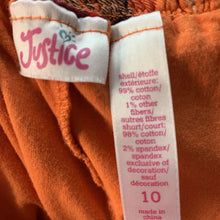 Justice
shell/étoffe
extérieure:
99% cotton/
coton
1% other
fibers/
autres fibres
short/court:
98% cotton/
coton
2% spandex/
spandex
exclusive of
decoration/
sauf
décoration
10
made in
china